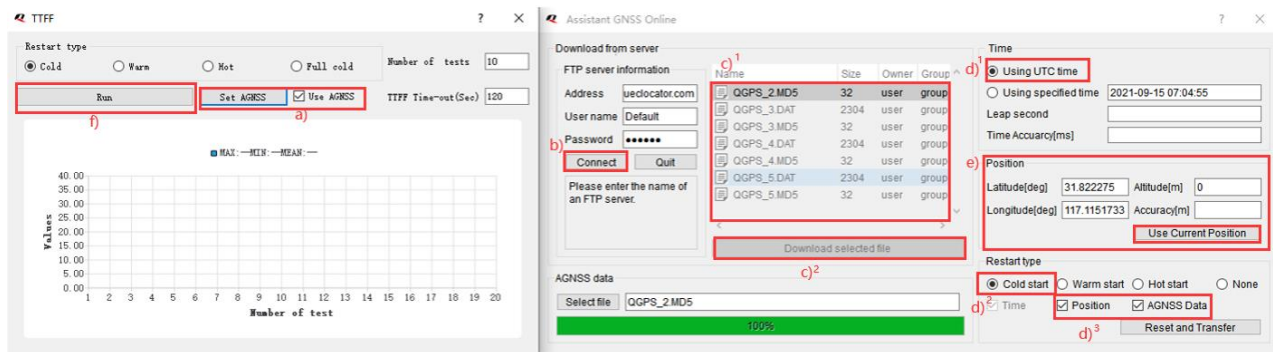 TTFF
?
×
Restart type
Cold
Warm
Hot
Full cold
Number of tests 10
Run
Set AGNSS
Use AGNSS
TTFF Time-out(Sec) 120
f)
a)
MAX:—MIN:—MEAN:—
Values
40.00
35.00
30.00
25.00
20.00
15.00
10.00
5.00
0.00
1 2 3 4 5 6 7 8 9 10 11 12 13 14 15 16 17 18 19 20
Number of test
Assistant GNSS Online
?
×
Download from server
FTP server information
Address ueclocator.com
User name Default
Password ●●●●●●
b)
Connect
Quit
Please enter the name of
an FTP server.
c)1
Name Size Owner Group
QGPS_2.MD5 32 user group
QGPS_3.DAT 2304 user group
QGPS_3.MD5 32 user group
QGPS_4.DAT 2304 user group
QGPS_4.MD5 32 user group
QGPS_5.DAT 2304 user group
QGPS_5.MD5 32 user group
Download selected file
c)2
AGNSS data
Select file QGPS_2.MD5
100%
Time
d)1
Using UTC time
Using specified time 2021-09-15 07:04:55
Leap second
Time Accuarcy[ms]
e)
Position
Latitude[deg] 31.822275 Altitude[m] 0
Longitude[deg] 117.1151733 Accuracy[m]
Use Current Position
Restart type
Cold start
Warm start
Hot start
None
d)2
Time
Position
AGNSS Data
d)3
Reset and Transfer